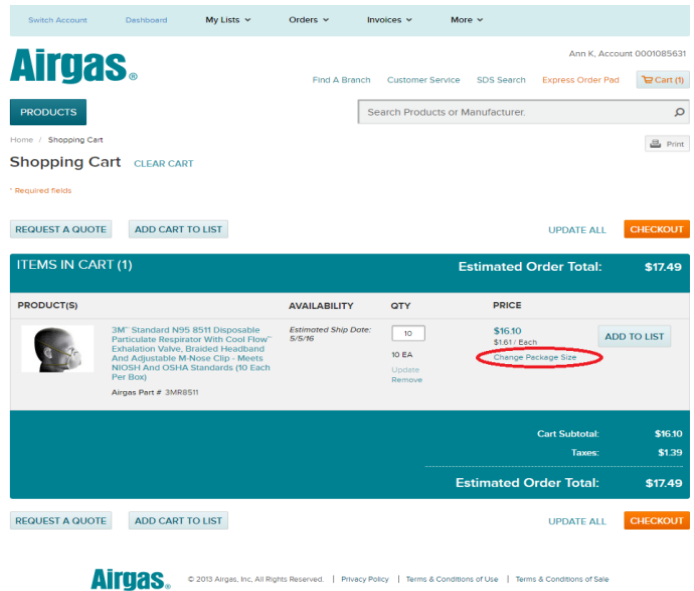 Switch Account Dashboard My Lists Orders Invoices More
Ann K, Account 0001085631
Airgas®
Find A Branch Customer Service SDS Search Express Order Pad Cart (1)
PRODUCTS Search Products or Manufacturer.
Home / Shopping Cart Print
Shopping Cart CLEAR CART
* Required fields
REQUEST A QUOTE ADD CART TO LIST UPDATE ALL CHECKOUT
ITEMS IN CART (1) Estimated Order Total: $17.49
PRODUCT(S) AVAILABILITY QTY PRICE
3M™ Standard N95 8511 Disposable
Particulate Respirator With Cool Flow™
Exhalation Valve, Braided Headband
And Adjustable M-Nose Clip - Meets
NIOSH And OSHA Standards (10 Each
Per Box)
Airgas Part # 3MR8511
Estimated Ship Date:
5/5/16
10
10 EA
Update
Remove
$16.10
$1.61 / Each
Change Package Size
ADD TO LIST
Cart Subtotal: $16.10
Taxes: $1.39
Estimated Order Total: $17.49
REQUEST A QUOTE ADD CART TO LIST UPDATE ALL CHECKOUT
Airgas® © 2013 Airgas, Inc, All Rights Reserved. | Privacy Policy | Terms & Conditions of Use | Terms & Conditions of Sale